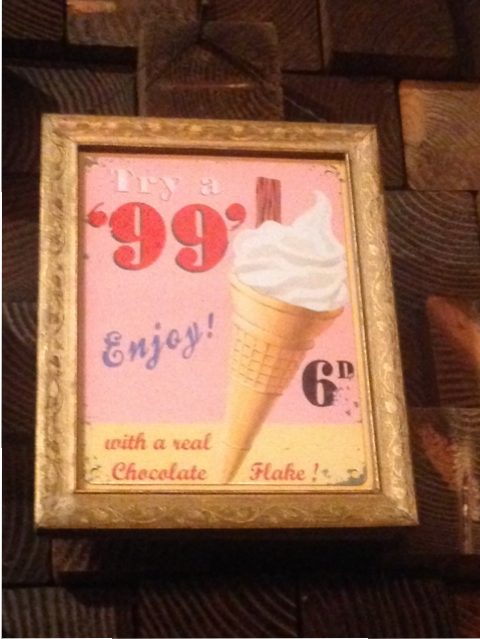 Try a
'99'
Enjoy!
6D
with a real
Chocolate Flake!